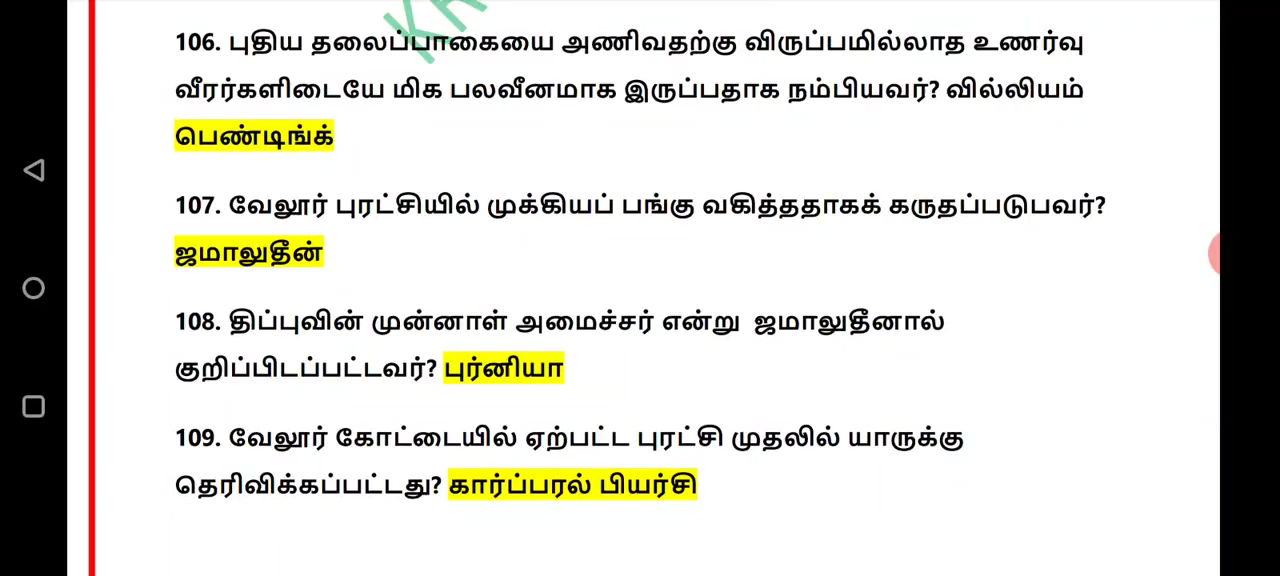 106. புதிய தலைப்பாகையை அணிவதற்கு விருப்பமில்லாத உணர்வு
வீரர்களிடையே மிக பலவீனமாக இருப்பதாக நம்பியவர்? வில்லியம்
பெண்டிங்க்
107. வேலூர் புரட்சியில் முக்கியப் பங்கு வகித்ததாகக் கருதப்படுபவர்?
ஜமாலுதீன்
108. திப்புவின் முன்னாள் அமைச்சர் என்று ஜமாலுதீனால்
குறிப்பிடப்பட்டவர்? புர்னியா
109. வேலூர் கோட்டையில் ஏற்பட்ட புரட்சி முதலில் யாருக்கு
தெரிவிக்கப்பட்டது? கார்ப்பரல் பியர்சி